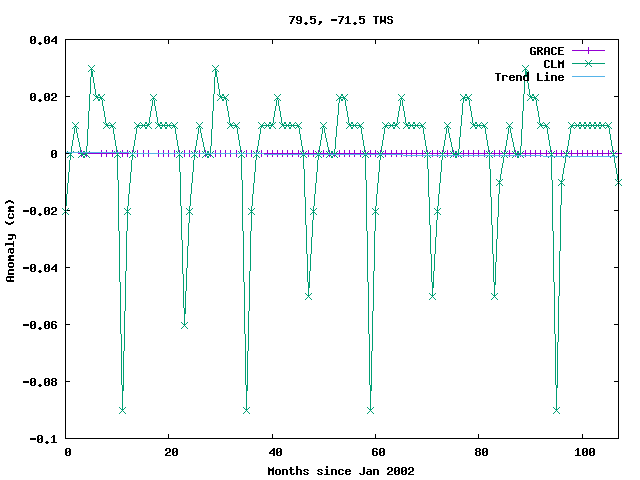 79.5, -71.5 TWS
GRACE
CLM
Trend Line
0.04
0.02
0
-0.02
-0.04
-0.06
-0.08
-0.1
Anomaly (cm)
0 20 40 60 80 100
Months since Jan 2002